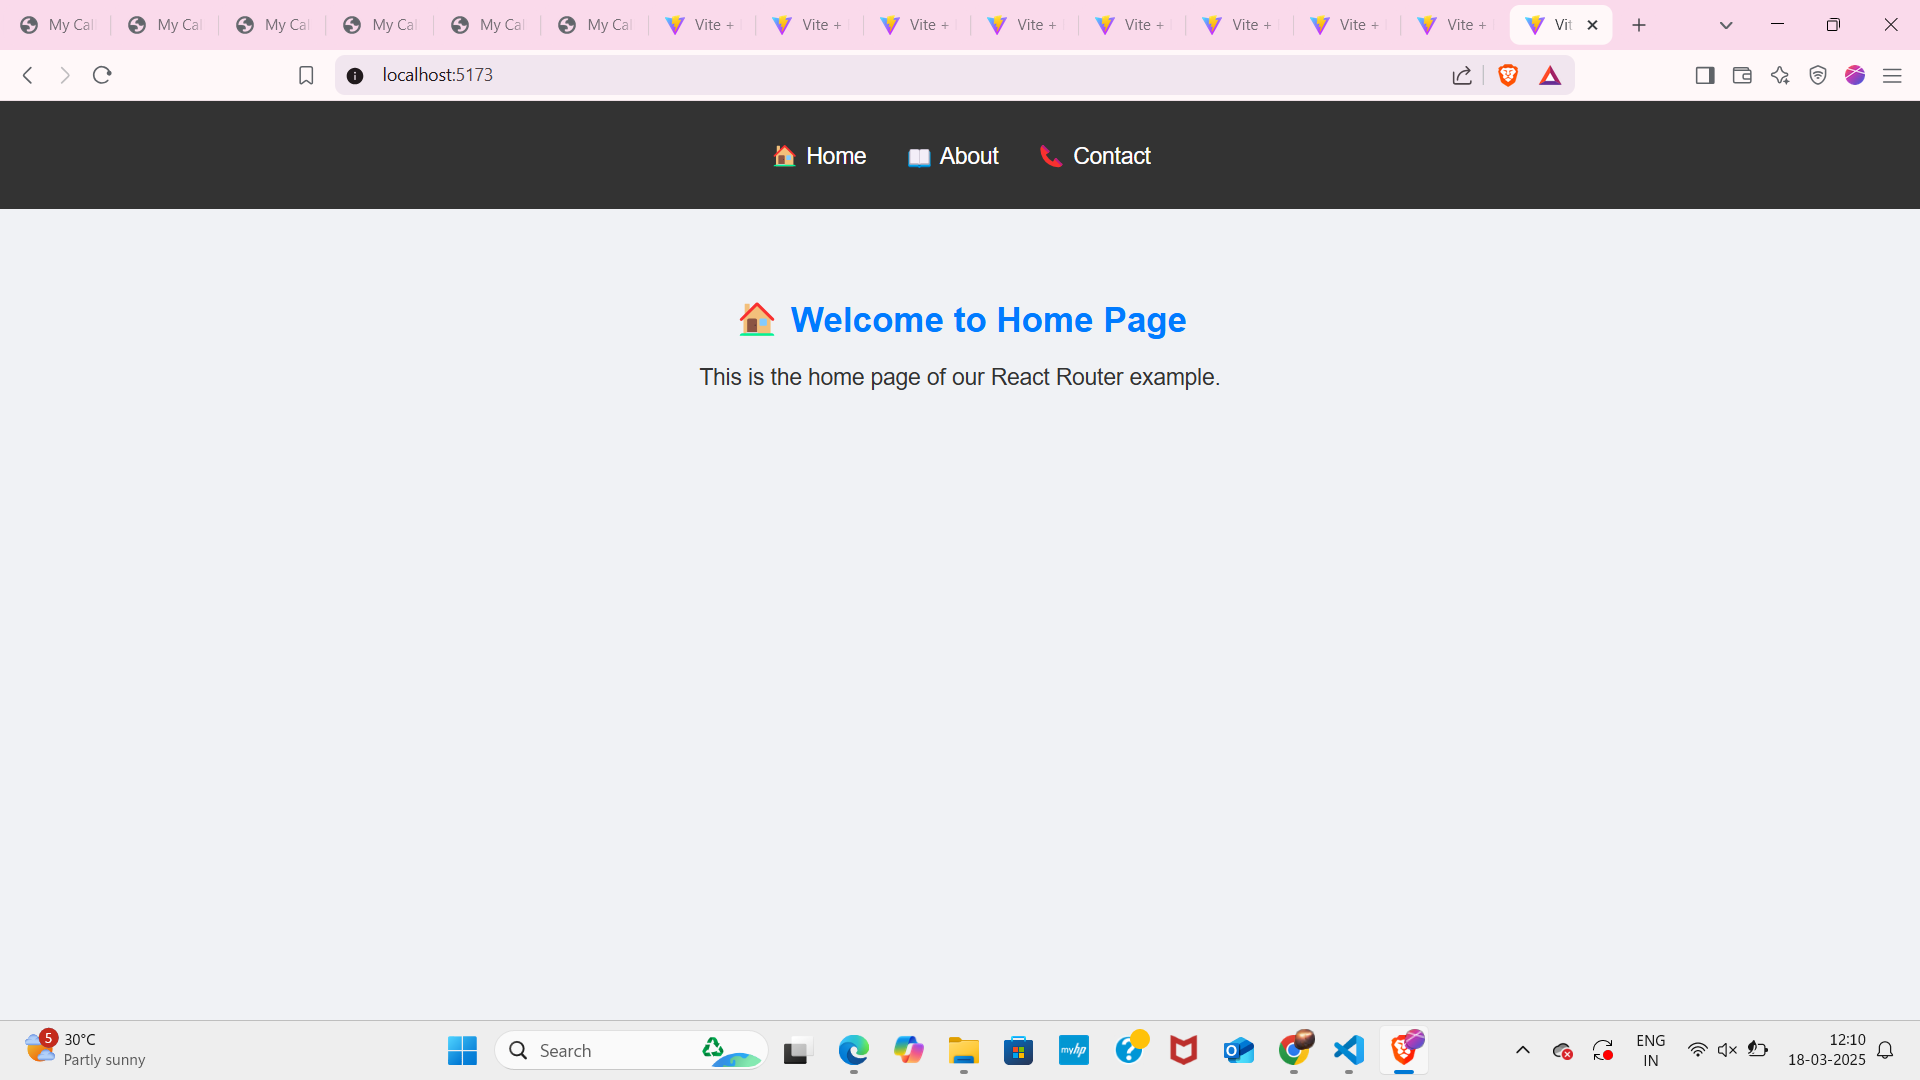 My Cal
My Cal
My Cal
My Cal
My Cal
My Cal
Vite +
Vite +
Vite +
Vite +
Vite +
Vite +
Vite +
Vite +
Vit
localhost:5173
Home
About
Contact
Welcome to Home Page
This is the home page of our React Router example.
5
30°C
Partly sunny
Search
myhp
ENG
IN
12:10
18-03-2025